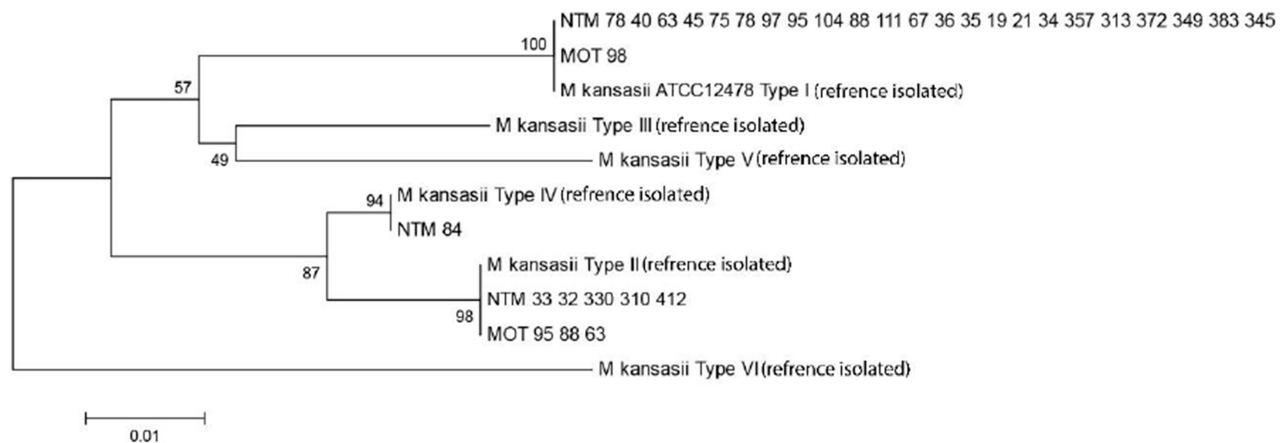 NTM 78 40 63 45 75 78 97 95 104 88 111 67 36 35 19 21 34 357 313 372 349 383 345
100
MOT 98
57
M kansasii ATCC12478 Type I (refrence isolated)
M kansasii Type III (refrence isolated)
49
M kansasii Type V (refrence isolated)
94
M kansasii Type IV (refrence isolated)
NTM 84
87
M kansasii Type II (refrence isolated)
NTM 33 32 330 310 412
98
MOT 95 88 63
M kansasii Type VI (refrence isolated)
0.01